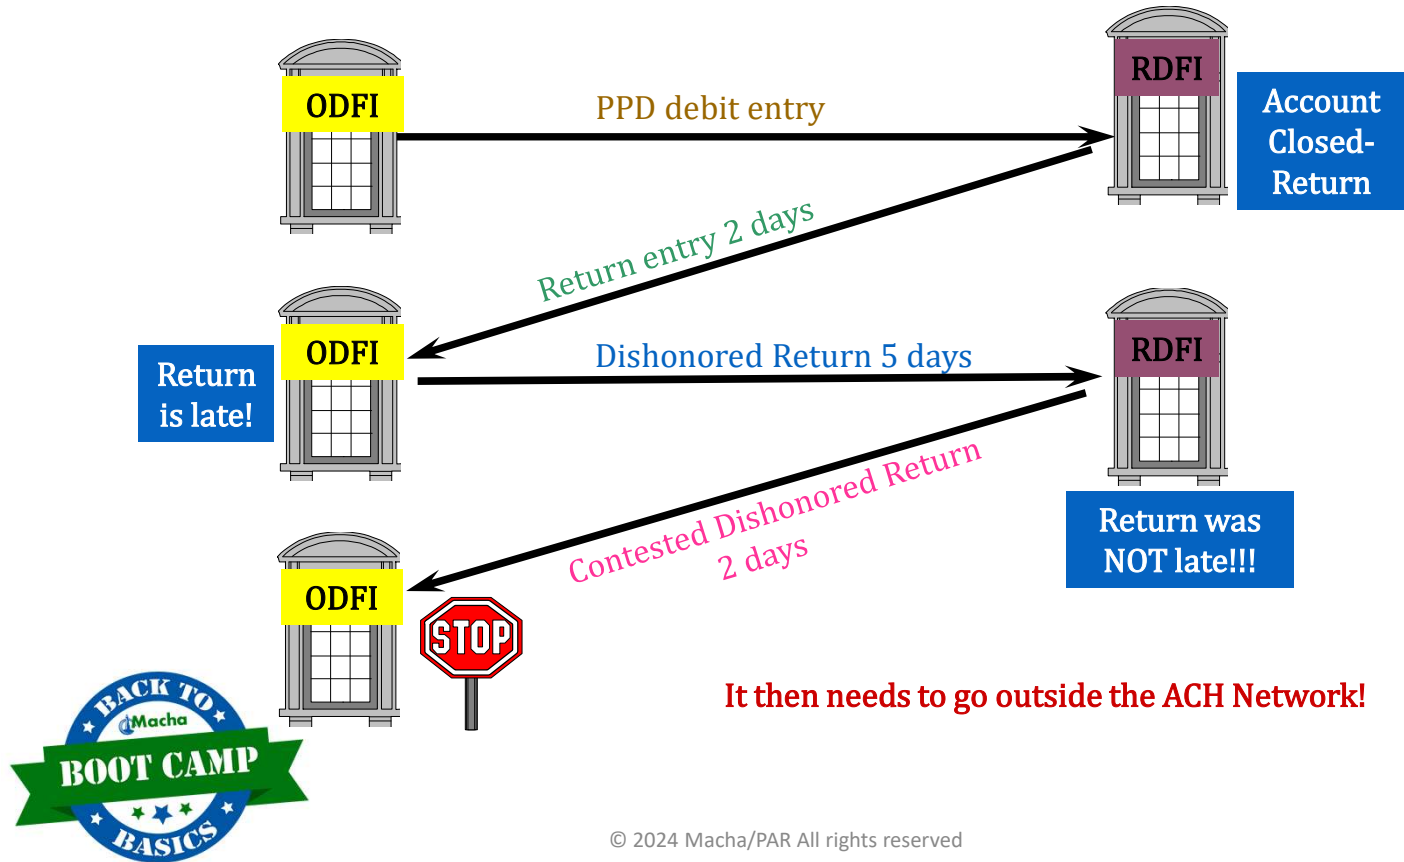 ODFI
PPD debit entry
RDFI
Account
Closed-
Return
Return entry 2 days
ODFI
Return
is late!
Dishonored Return 5 days
RDFI
Contested Dishonored Return
2 days
Return was
NOT late!!!
ODFI
STOP
It then needs to go outside the ACH Network!
BACK TO
Macha
BOOT CAMP
BASICS
© 2024 Macha/PAR All rights reserved